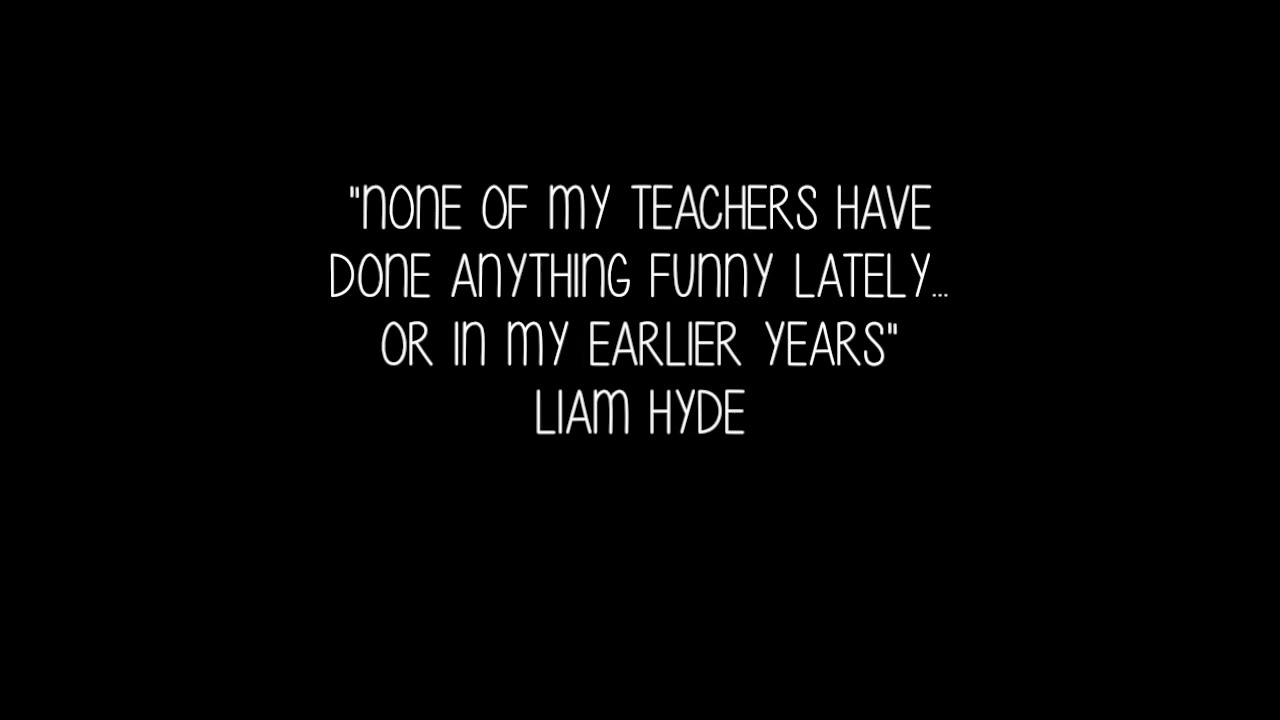 "NONE OF MY TEACHERS HAVE
DONE ANYTHING FUNNY LATELY...
OR IN MY EARLIER YEARS"
LIAM HYDE